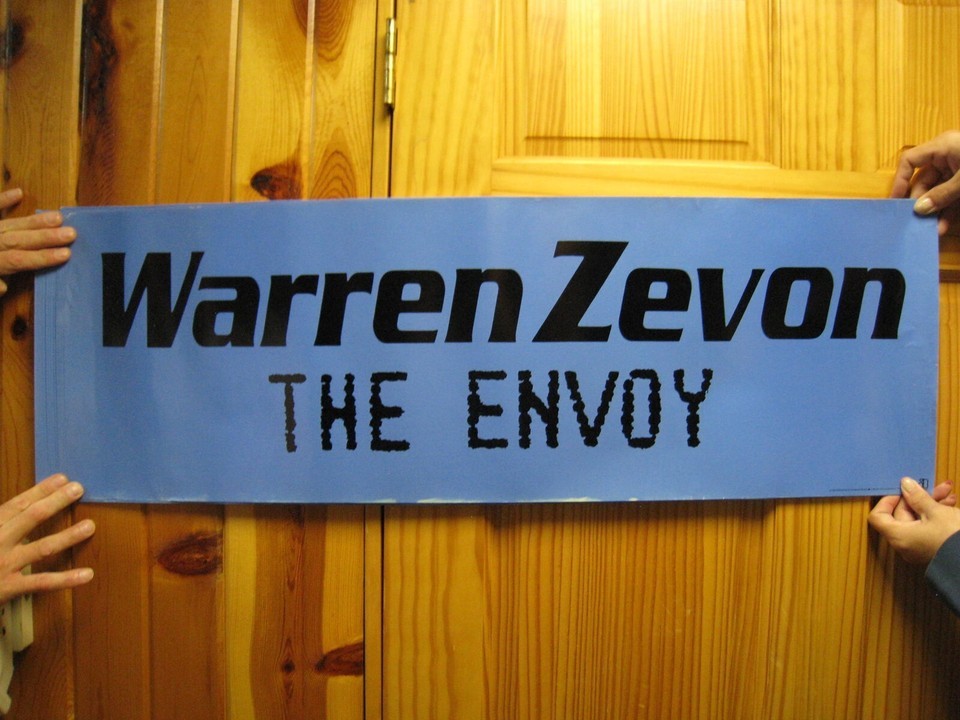 Warren Zevon
THE ENVOY